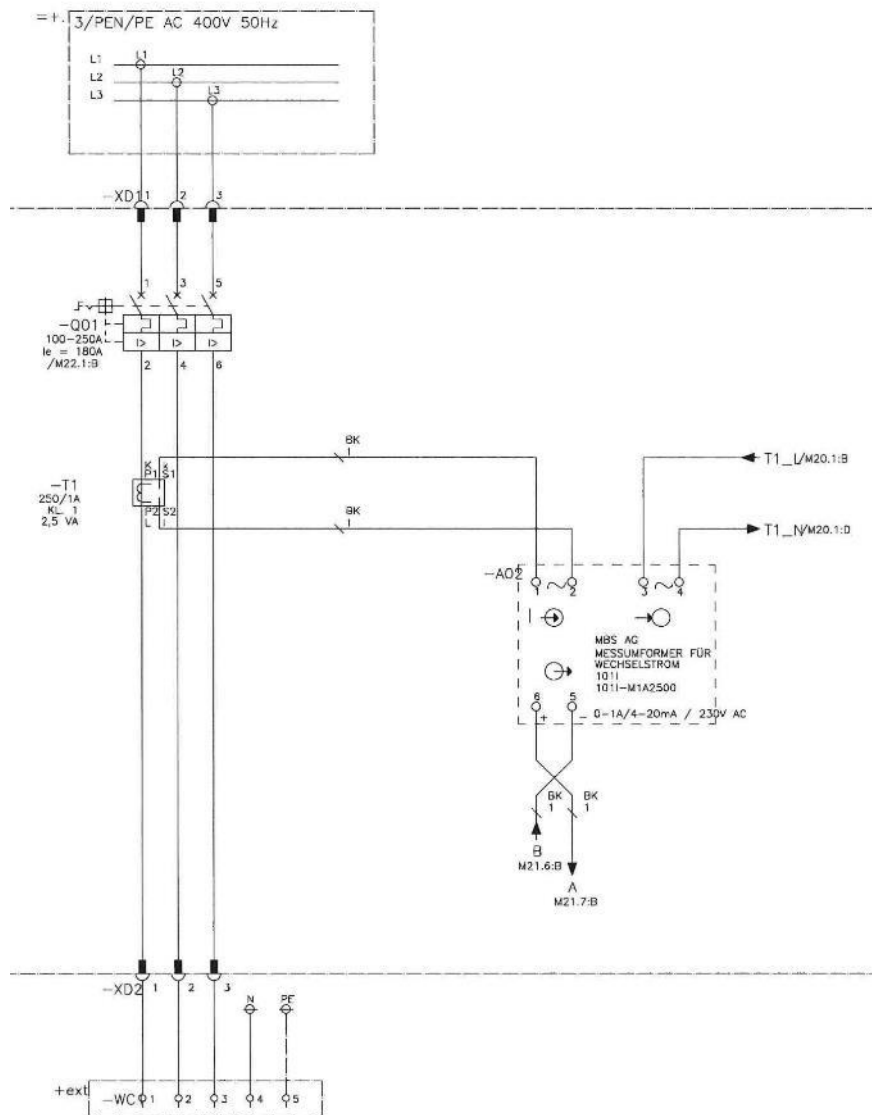 =+.
3/PEN/PE AC 400V 50Hz
L1
L1
L2
L2
L3
L3
-XD1
1
2
3
1
3
5
-Q01
100-250A
Ie = 180A
/M22.1:B
I>
I>
I>
2
4
6
BK
1
K
k
P1
S1
T1_L/M20.1:B
-T1
250/1A
KL. 1
2,5 VA
P2
S2
L
l
BK
1
T1_N/M20.1:D
-A02
1
2
3
4
I
MBS AG
MESSUMFORMER FÜR
WECHSELSTROM
101I
101I-M1A2500
6
5
+
-
0-1A/4-20mA / 230V AC
BK
1
BK
1
B
M21.6:B
A
M21.7:B
-XD2
1
2
3
N
PE
+ext
-WC1
1
2
3
4
5